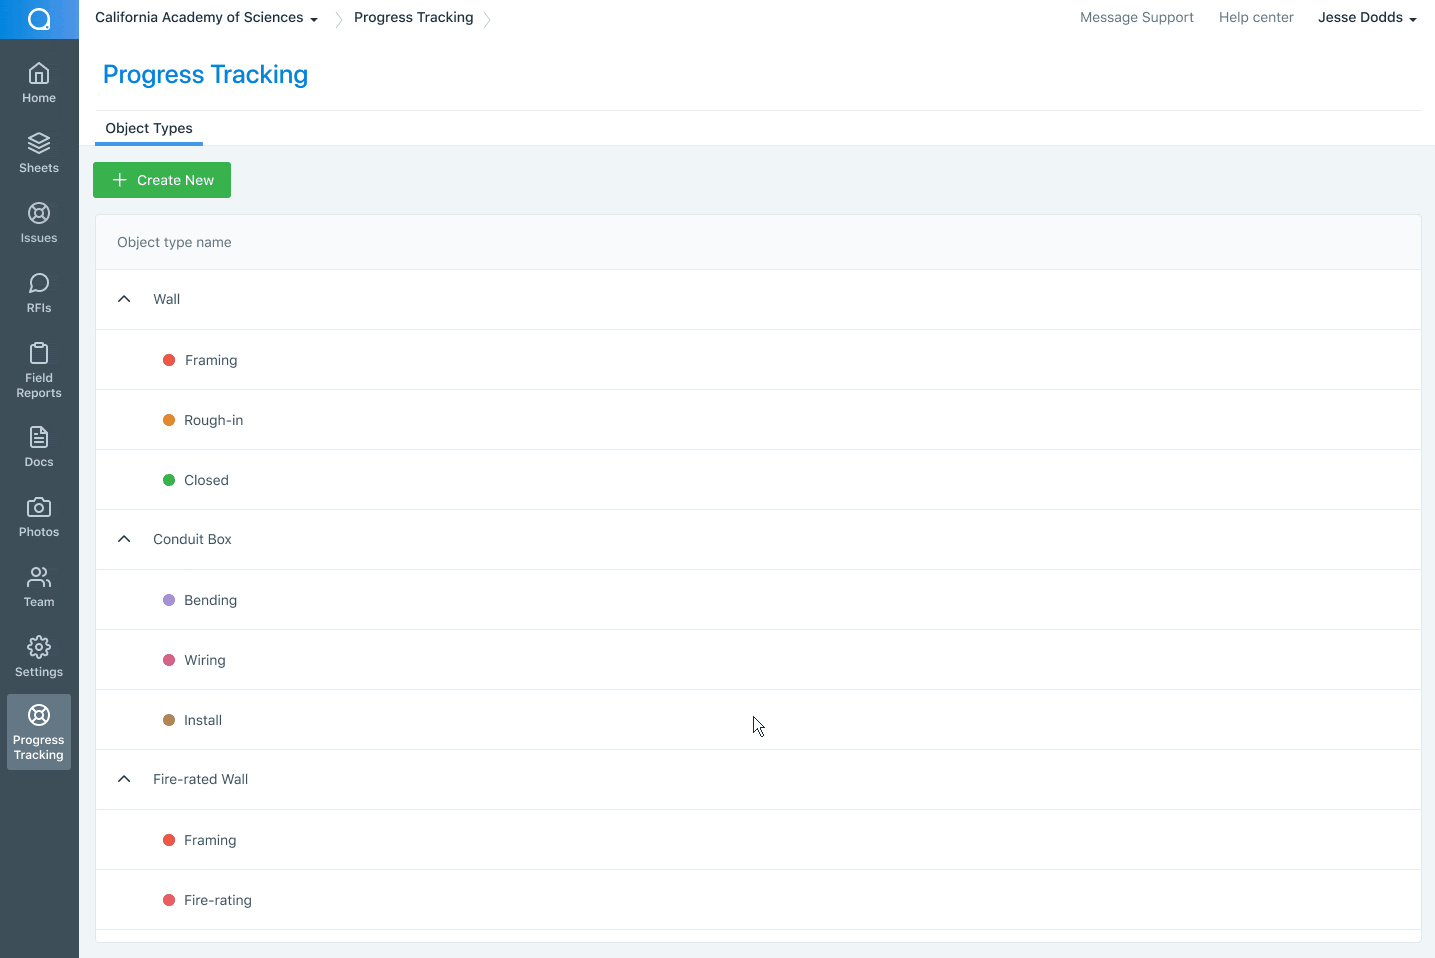 California Academy of Sciences
Progress Tracking
Message Support
Help center
Jesse Dodds
Home
Sheets
Issues
RFIs
Field
Reports
Docs
Photos
Team
Settings
Progress
Tracking
Progress Tracking
Object Types
Create New
Object type name
Wall
Framing
Rough-in
Closed
Conduit Box
Bending
Wiring
Install
Fire-rated Wall
Framing
Fire-rating